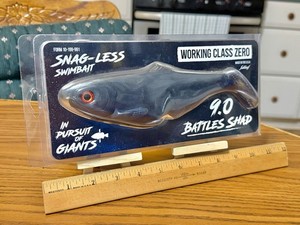 SNAG-LESS
SWIMBAIT
WORKING CLASS ZERO
9.0
BATTLES SHAD
IN
PURSUIT
OF
GIANTS